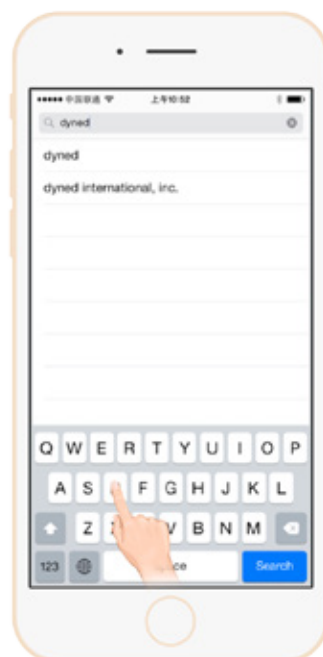 中国联通 上午10:52
dyned
dyned
dyned international, inc.
Q W E R T Y U I O P
A S F G H J K L
Z V B N M
123 Search